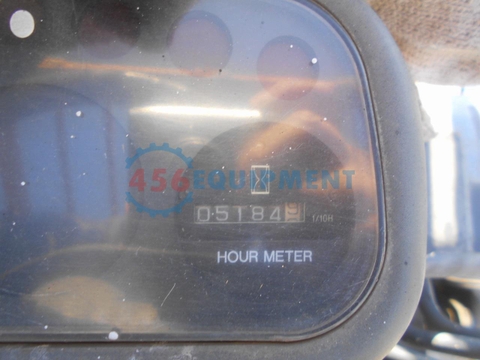 456EQUIPMENT
05184
1/10H
HOUR METER